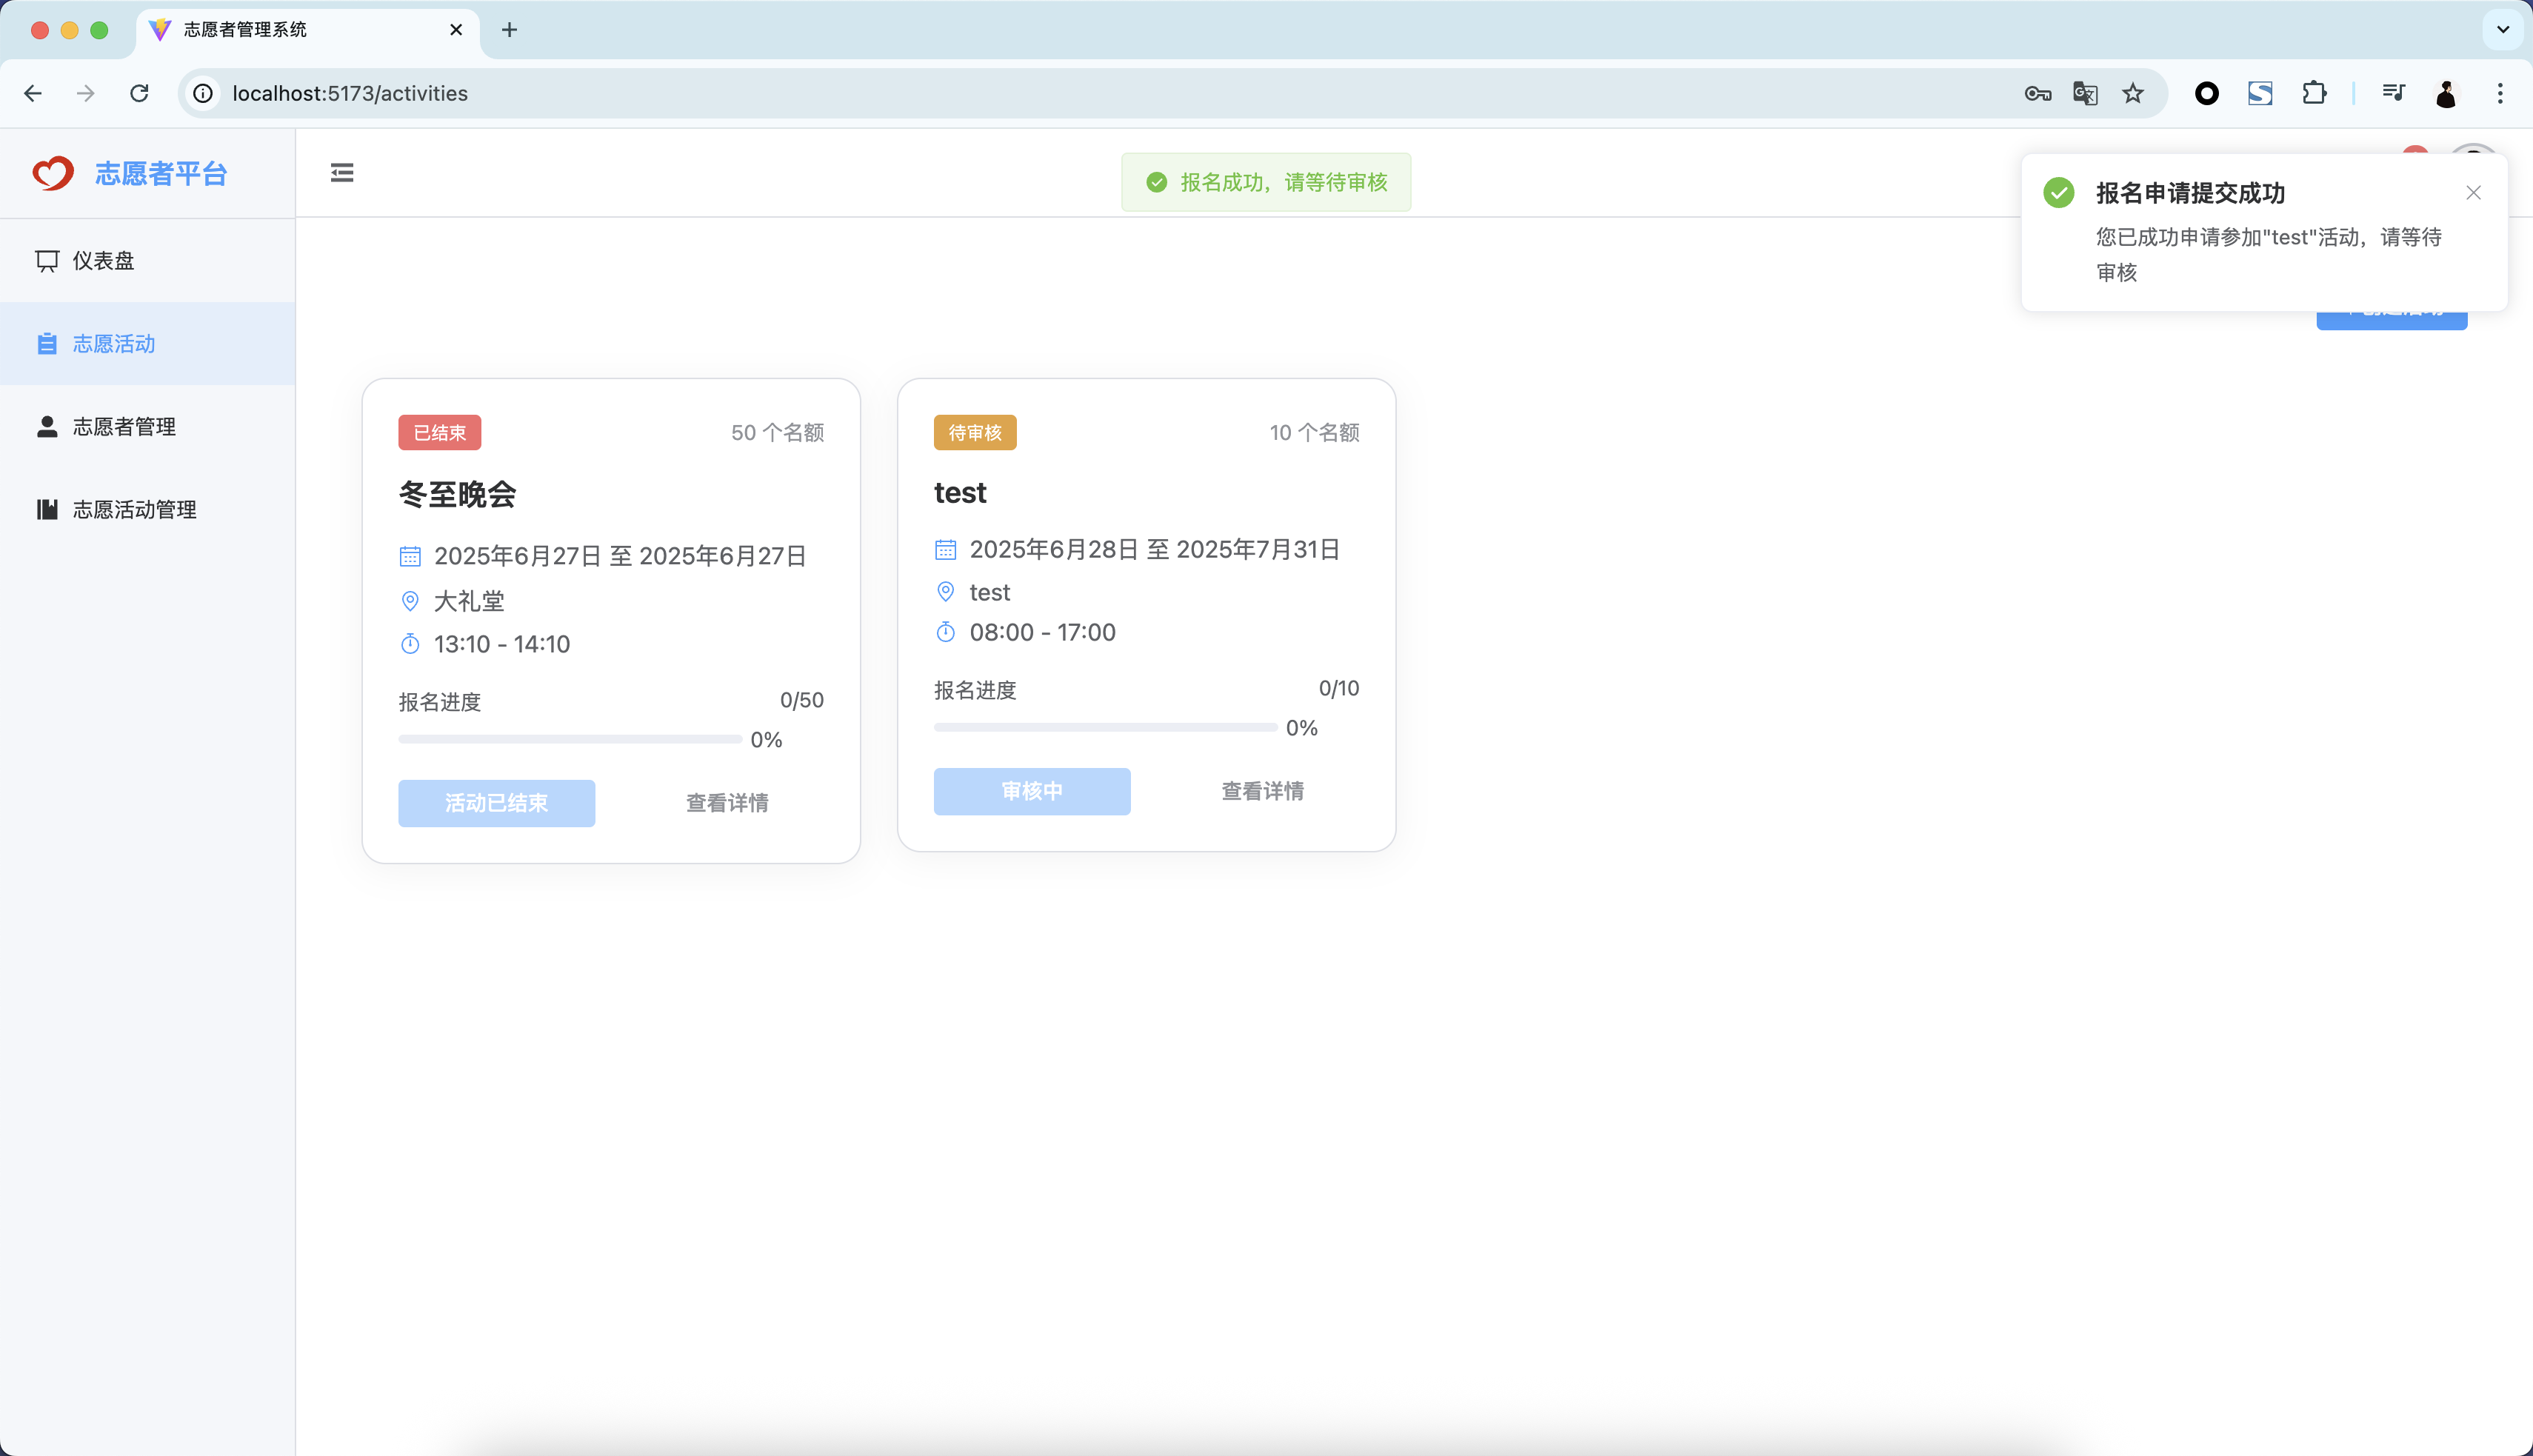 志愿者管理系统
localhost:5173/activities
志愿者平台
报名成功，请等待审核
报名申请提交成功
您已成功申请参加"test"活动，请等待
审核
仪表盘
志愿活动
志愿者管理
志愿活动管理
已结束
50 个名额
冬至晚会
2025年6月27日 至 2025年6月27日
大礼堂
13:10 - 14:10
报名进度
0/50
0%
活动已结束
查看详情
待审核
10 个名额
test
2025年6月28日 至 2025年7月31日
test
08:00 - 17:00
报名进度
0/10
0%
审核中
查看详情